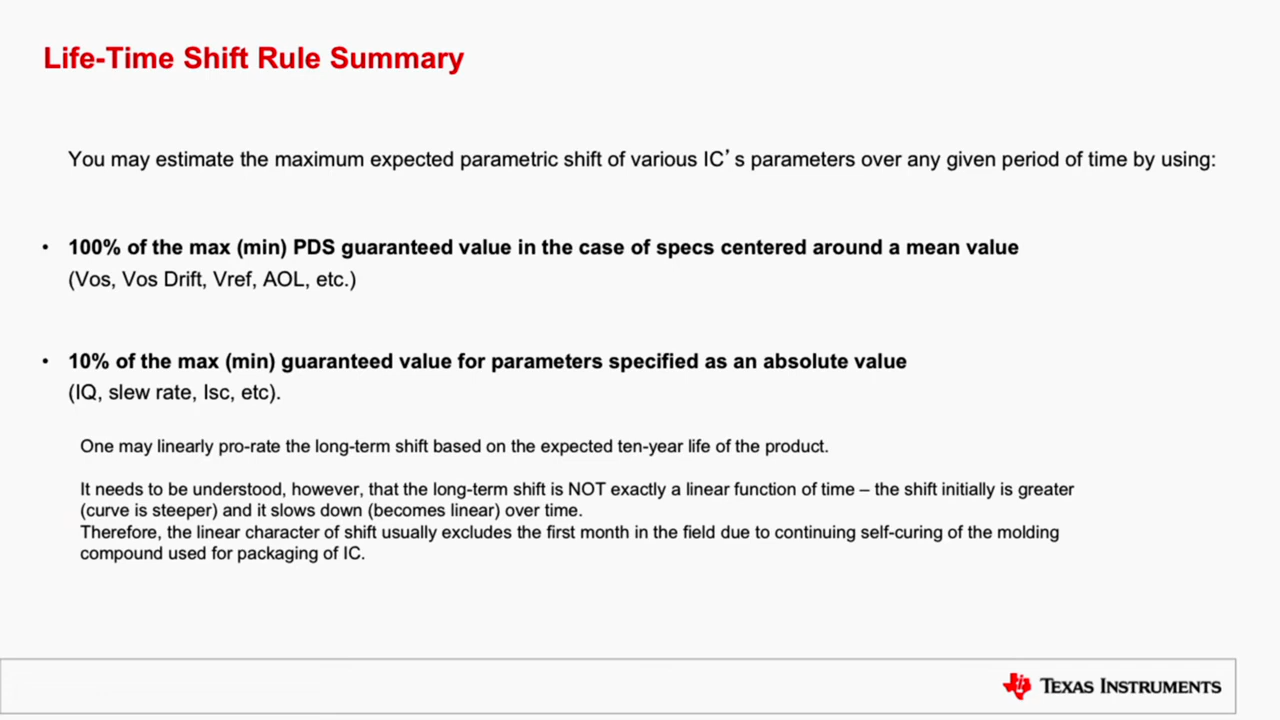 Life-Time Shift Rule Summary
You may estimate the maximum expected parametric shift of various IC’s parameters over any given period of time by using:
• 100% of the max (min) PDS guaranteed value in the case of specs centered around a mean value
(Vos, Vos Drift, Vref, AOL, etc.)
• 10% of the max (min) guaranteed value for parameters specified as an absolute value
(IQ, slew rate, Isc, etc).
One may linearly pro-rate the long-term shift based on the expected ten-year life of the product.
It needs to be understood, however, that the long-term shift is NOT exactly a linear function of time – the shift initially is greater
(curve is steeper) and it slows down (becomes linear) over time.
Therefore, the linear character of shift usually excludes the first month in the field due to continuing self-curing of the molding
compound used for packaging of IC.
TEXAS INSTRUMENTS